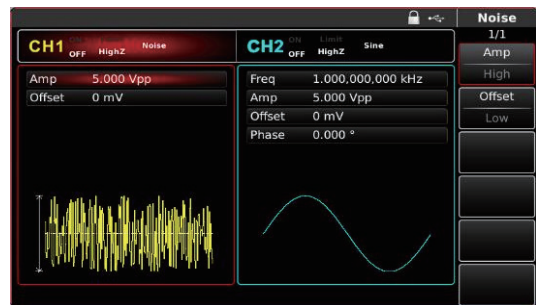 Noise
1/1
CH1 OFF HighZ Noise
CH2 ON OFF Limit HighZ Sine
Amp
High
Amp 5.000 Vpp
Offset 0 mV
Freq 1.000,000,000 kHz
Amp 5.000 Vpp
Offset 0 mV
Phase 0.000 °
Offset
Low